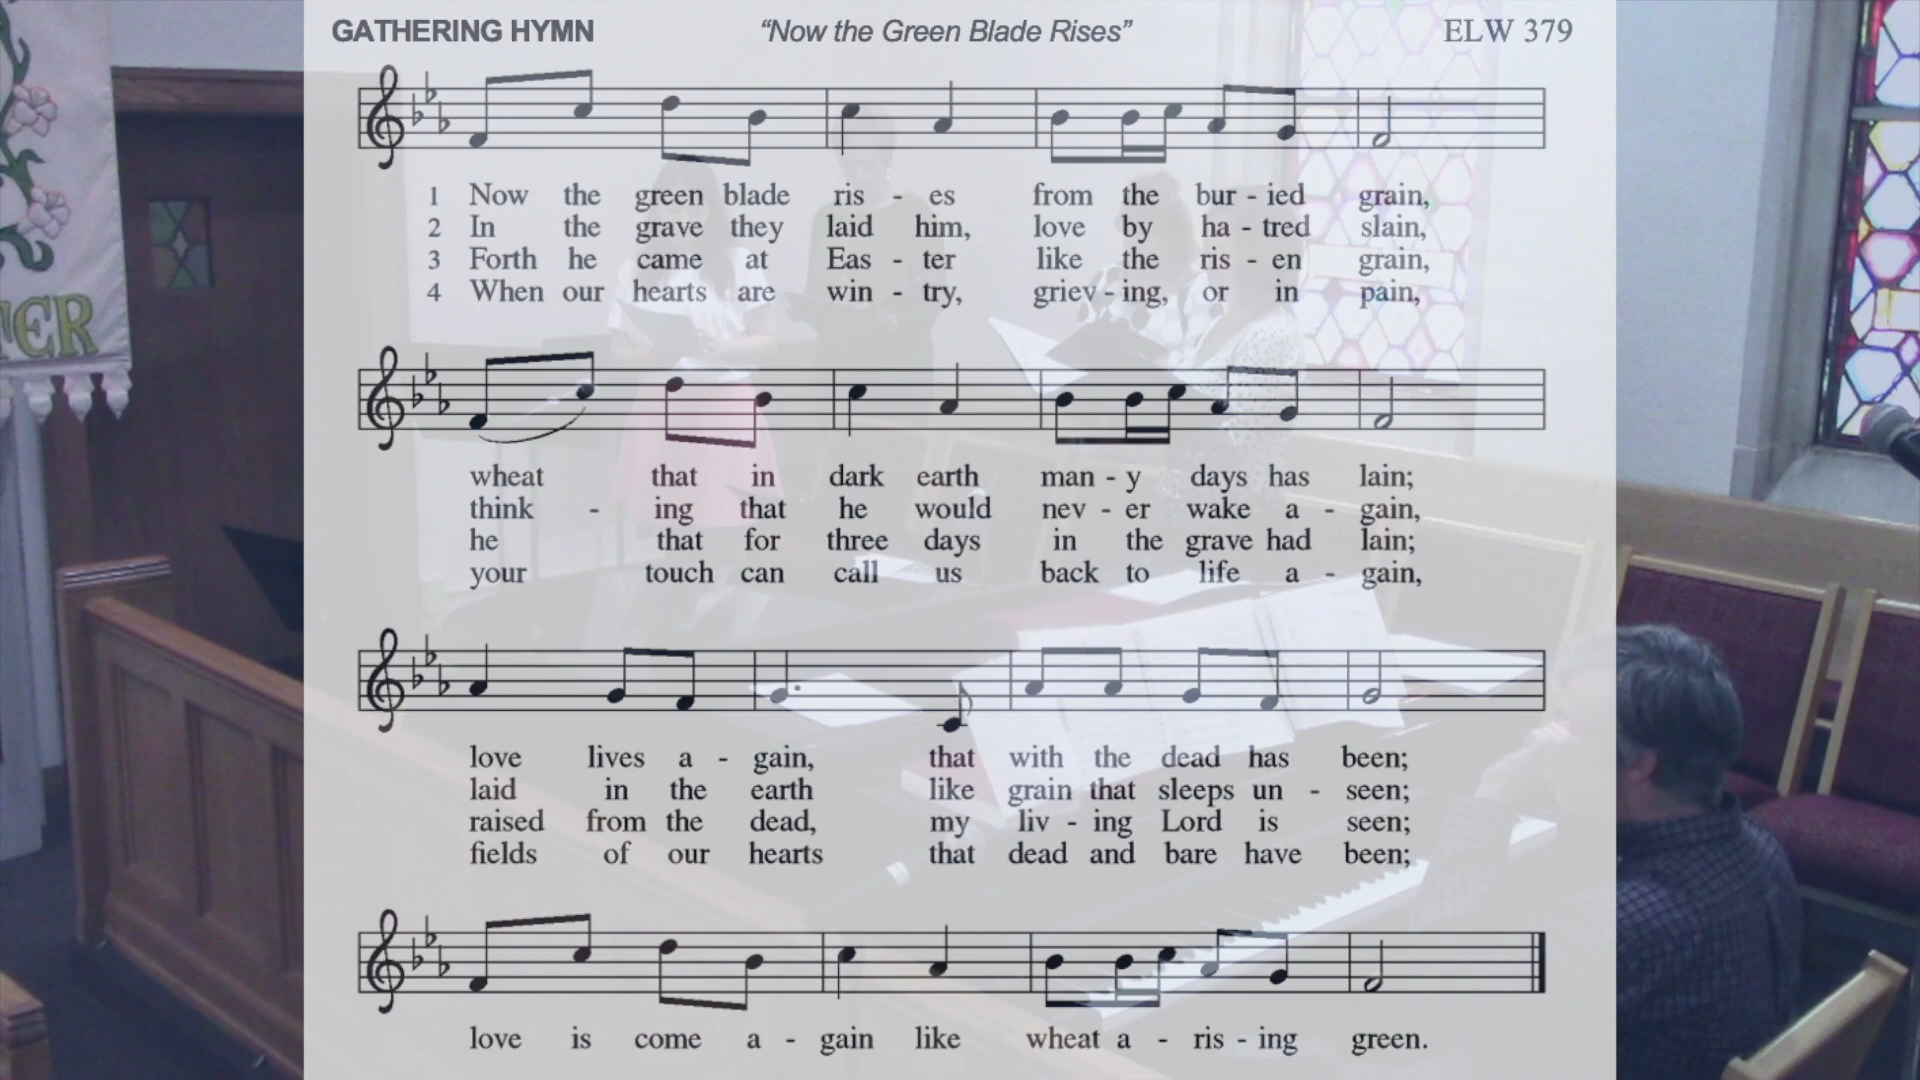 GATHERING HYMN “Now the Green Blade Rises” ELW 379
1 Now the green blade ris - es from the bur - ied grain,
2 In the grave they laid him, love by ha - tred slain,
3 Forth he came at Eas - ter like the ris - en grain,
4 When our hearts are win - try, griev - ing, or in pain,
wheat that in dark earth man - y days has lain;
think - ing that he would nev - er wake a - gain,
he that for three days in the grave had lain;
your touch can call us back to life a - gain,
love lives a - gain, that with the dead has been;
laid in the earth like grain that sleeps un - seen;
raised from the dead, my liv - ing Lord is seen;
fields of our hearts that dead and bare have been;
love is come a - gain like wheat a - ris - ing green.
TER